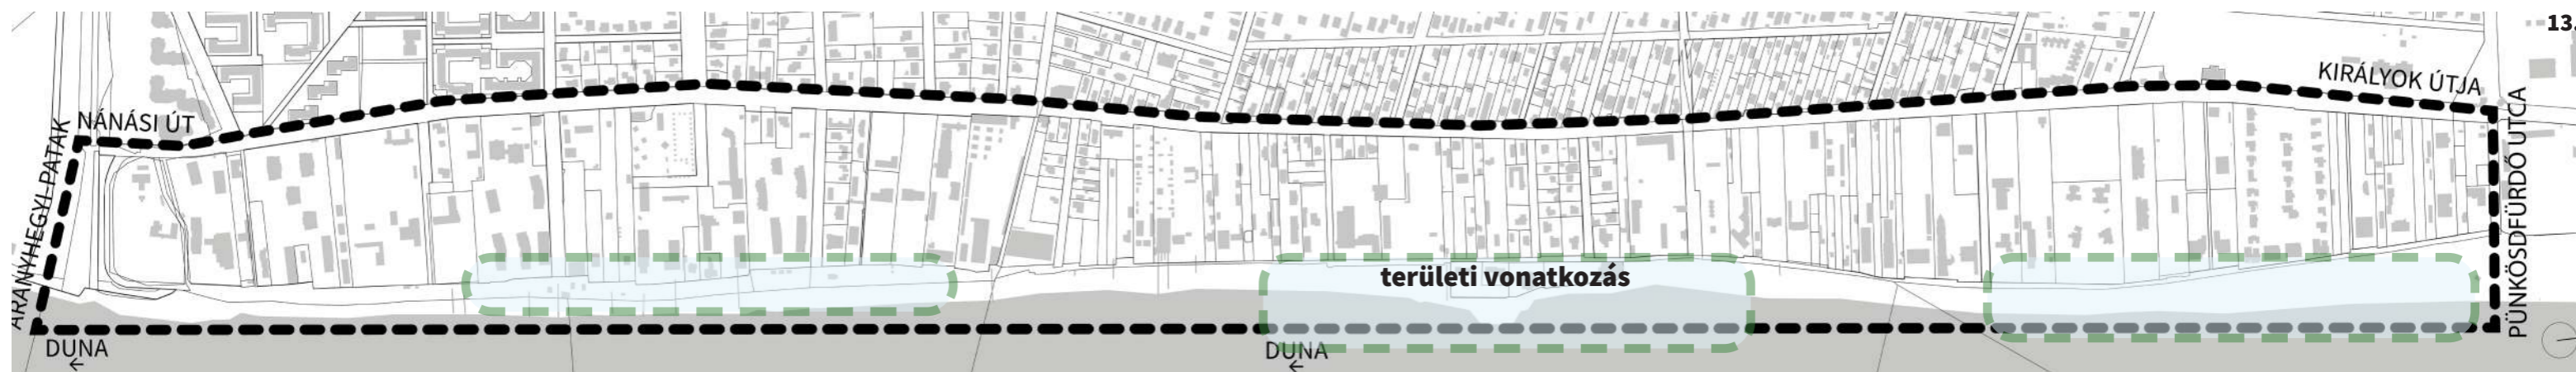 13.
KIRÁLYOK ÚTJA
NÁNÁSI ÚT
ARANYHEGYI-PATAK
PÜNKÖSDFÜRDŐ UTCA
területi vonatkozás
DUNA
←
DUNA
←